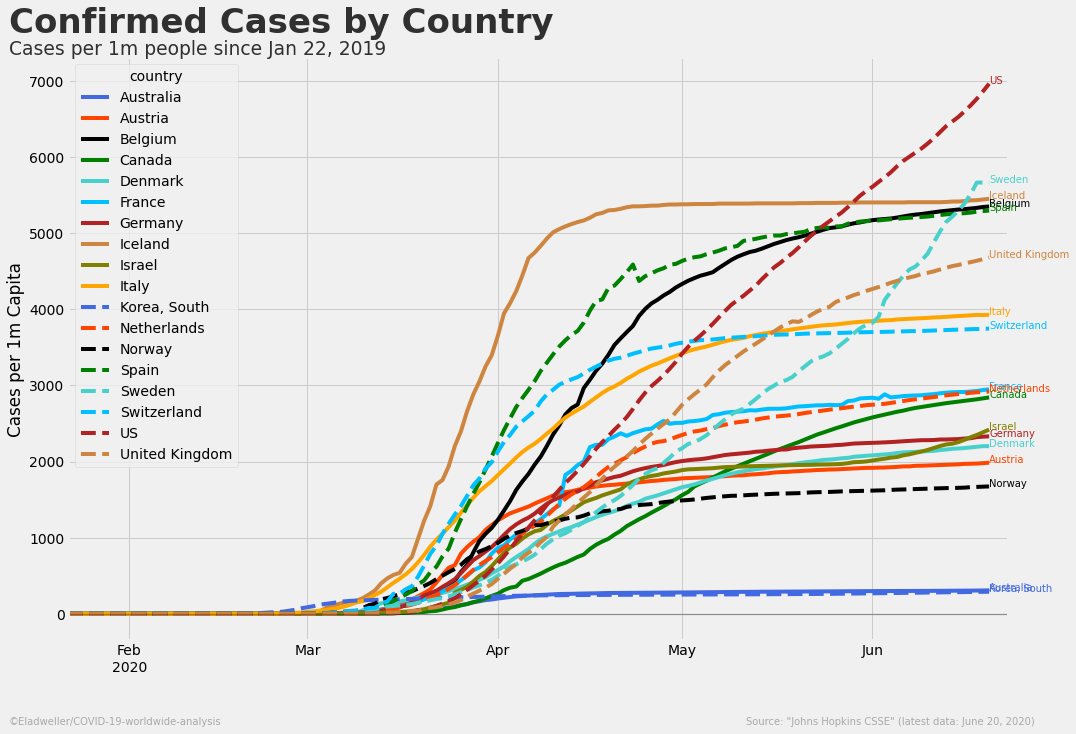 Confirmed Cases by Country
Cases per 1m people since Jan 22, 2019
Cases per 1m Capita
7000
6000
5000
4000
3000
2000
1000
0
country
Australia
Austria
Belgium
Canada
Denmark
France
Germany
Iceland
Israel
Italy
Korea, South
Netherlands
Norway
Spain
Sweden
Switzerland
US
United Kingdom
US
Sweden
Iceland
Belgium
Spain
United Kingdom
Italy
Switzerland
France
Netherlands
Canada
Israel
Germany
Denmark
Austria
Norway
Australia
Korea, South
Feb Mar Apr May Jun
2020
©Eladweller/COVID-19-worldwide-analysis
Source: "Johns Hopkins CSSE" (latest data: June 20, 2020)